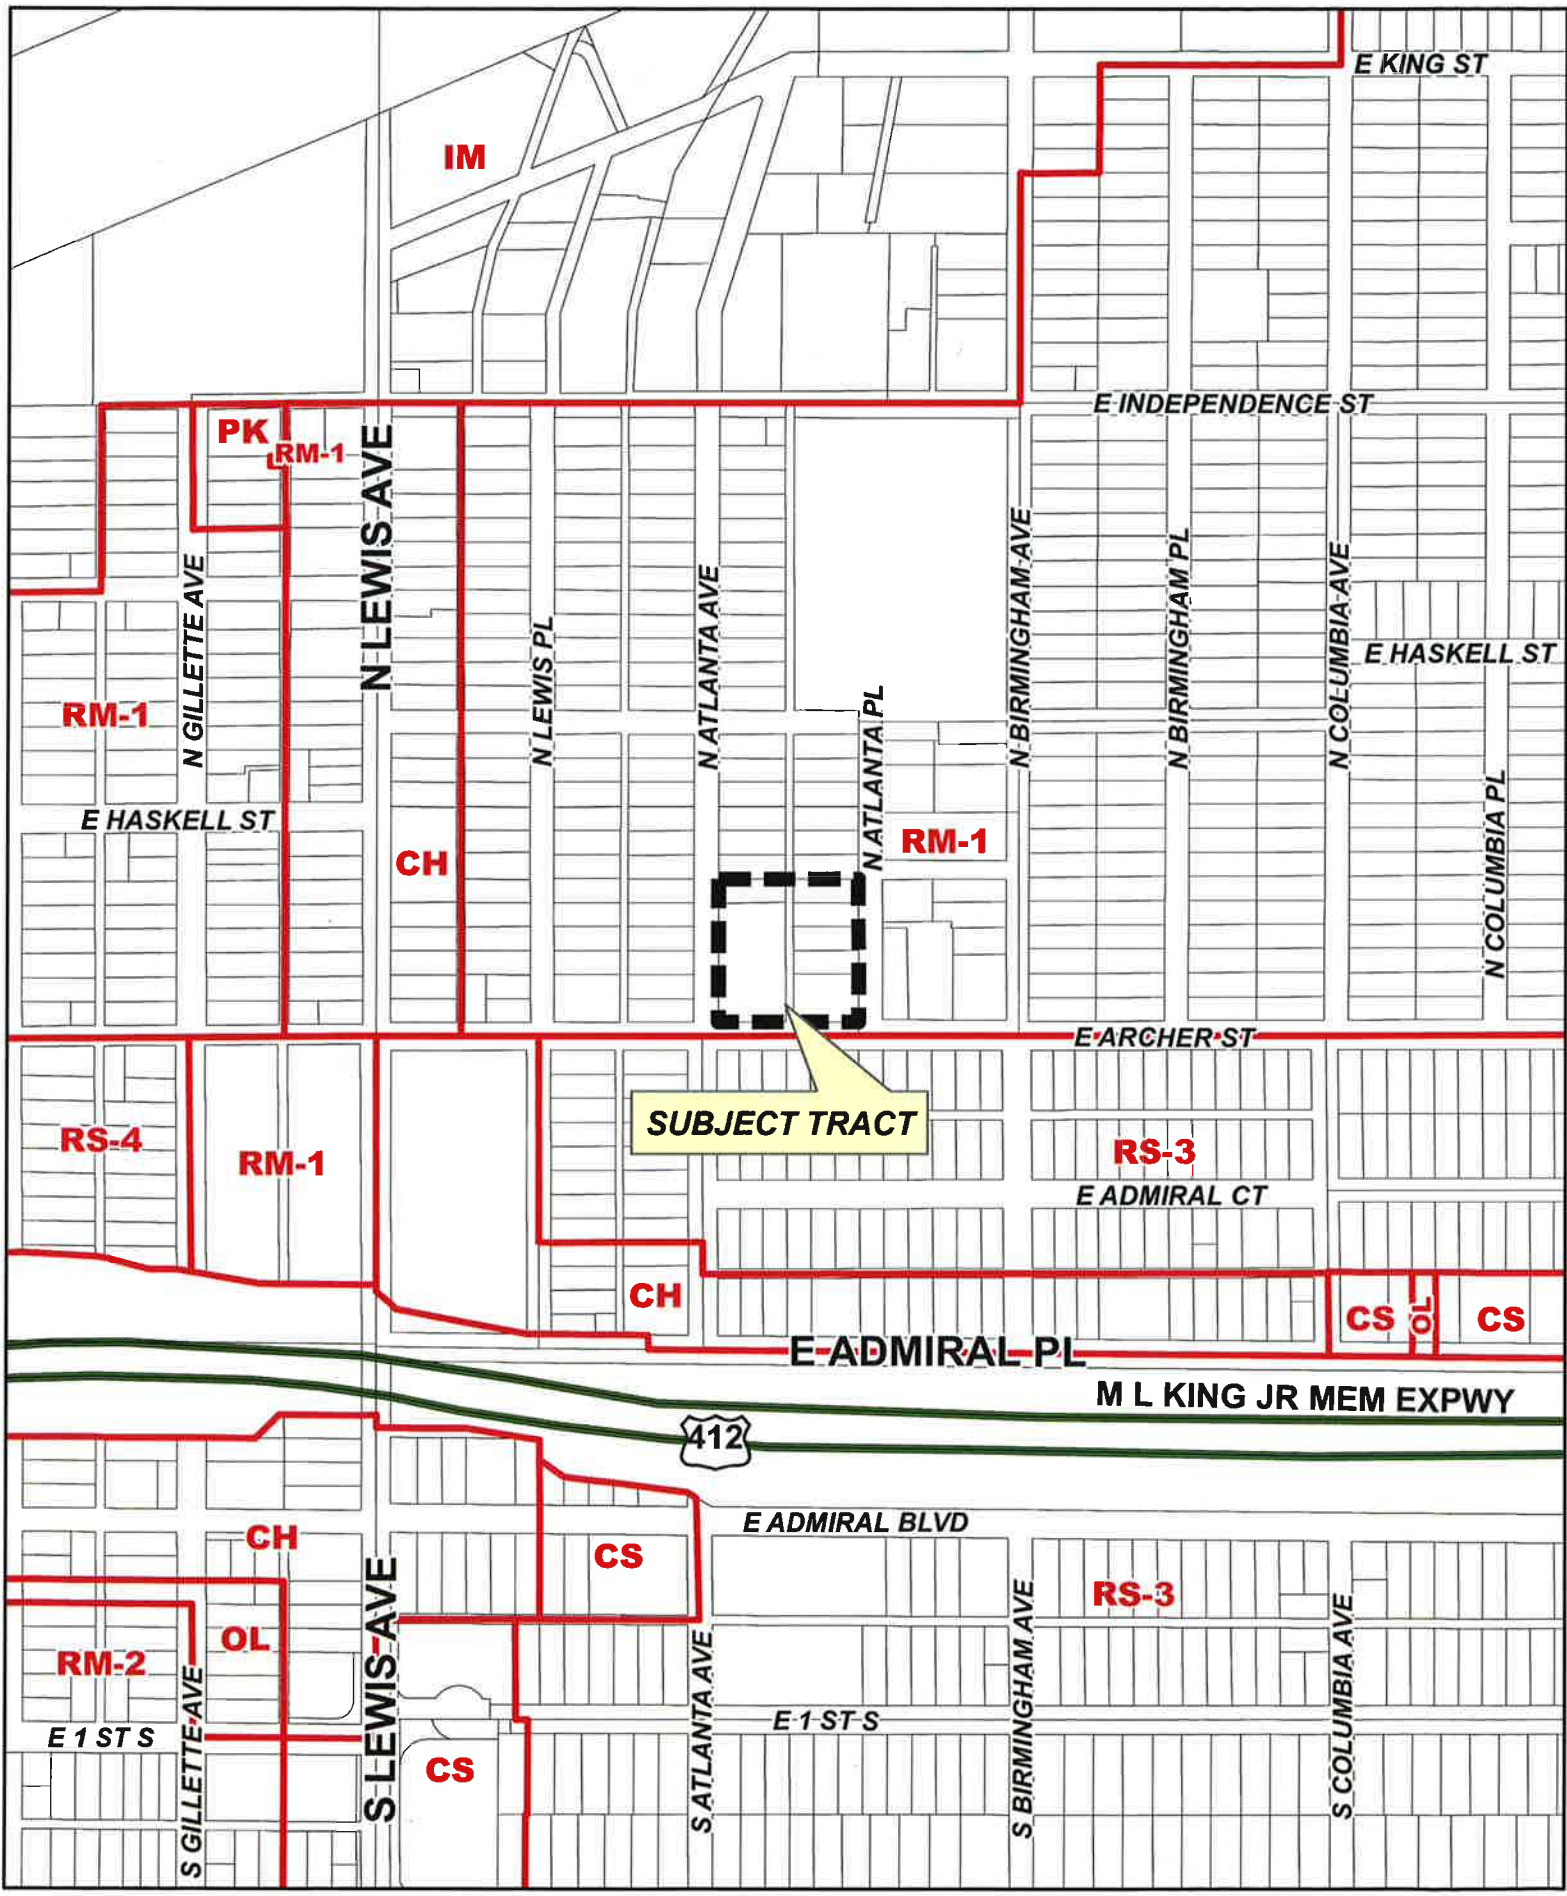 E KING ST
IM
E INDEPENDENCE ST
PK
RM-1
N LEWIS AVE
N GILLETTE AVE
N LEWIS PL
N ATLANTA AVE
N ATLANTA PL
N BIRMINGHAM AVE
N BIRMINGHAM PL
N COLUMBIA AVE
E HASKELL ST
RM-1
E HASKELL ST
CH
RM-1
N COLUMBIA PL
E ARCHER ST
SUBJECT TRACT
RS-4
RM-1
RS-3
E ADMIRAL CT
CH
CS
OL
CS
E ADMIRAL PL
M L KING JR MEM EXPWY
412
E ADMIRAL BLVD
CH
CS
RS-3
S LEWIS AVE
OL
RM-2
S GILLETTE AVE
S ATLANTA AVE
S BIRMINGHAM AVE
S COLUMBIA AVE
E 1 ST S
E 1 ST S
CS